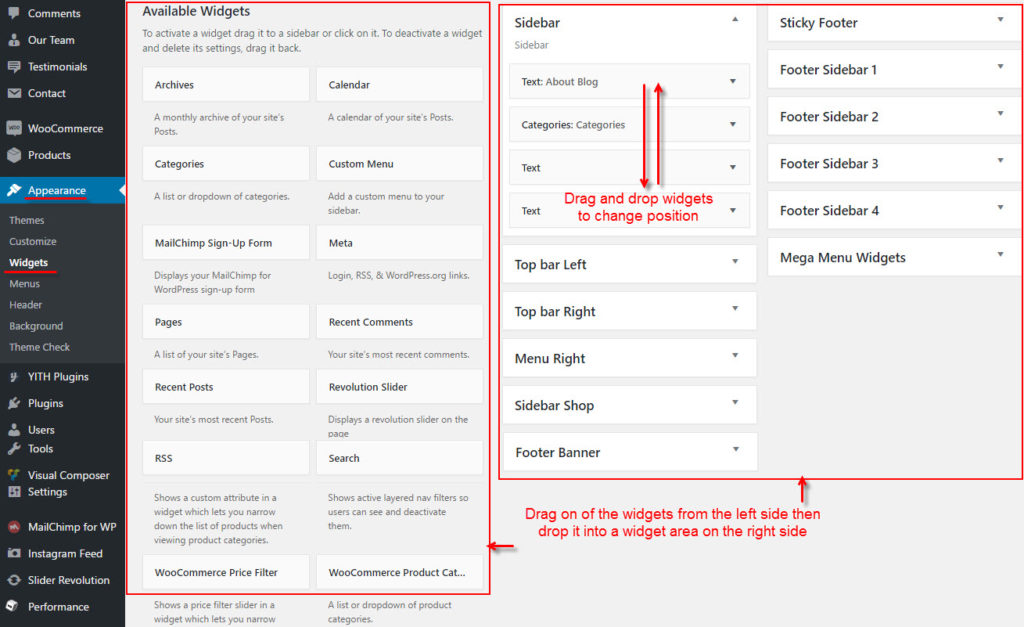 Comments
Our Team
Testimonials
Contact
WOO
WooCommerce
Products
Appearance
Themes
Customize
Widgets
Menus
Header
Background
Theme Check
YITH Plugins
Plugins
Users
Tools
Visual Composer
Settings
MailChimp for WP
Instagram Feed
Slider Revolution
Performance
Available Widgets
To activate a widget drag it to a sidebar or click on it. To deactivate a widget
and delete its settings, drag it back.
Archives
A monthly archive of your site's
Posts.
Calendar
A calendar of your site's Posts.
Categories
A list or dropdown of categories.
Custom Menu
Add a custom menu to your
sidebar.
MailChimp Sign-Up Form
Displays your MailChimp for
WordPress sign-up form
Meta
Login, RSS, & WordPress.org links.
Pages
A list of your site's Pages.
Recent Comments
Your site's most recent comments.
Recent Posts
Your site's most recent Posts.
Revolution Slider
Displays a revolution slider on the
page
RSS
Search
Shows a custom attribute in a
widget which lets you narrow
down the list of products when
viewing product categories.
Shows active layered nav filters so
users can see and deactivate
them.
WooCommerce Price Filter
Shows a price filter slider in a
widget which lets you narrow
WooCommerce Product Cat...
A list or dropdown of product
categories.
Sidebar
Sidebar
Text: About Blog
Categories: Categories
Text
Text
Drag and drop widgets
to change position
Top bar Left
Top bar Right
Menu Right
Sidebar Shop
Footer Banner
Sticky Footer
Footer Sidebar 1
Footer Sidebar 2
Footer Sidebar 3
Footer Sidebar 4
Mega Menu Widgets
Drag on of the widgets from the left side then
drop it into a widget area on the right side